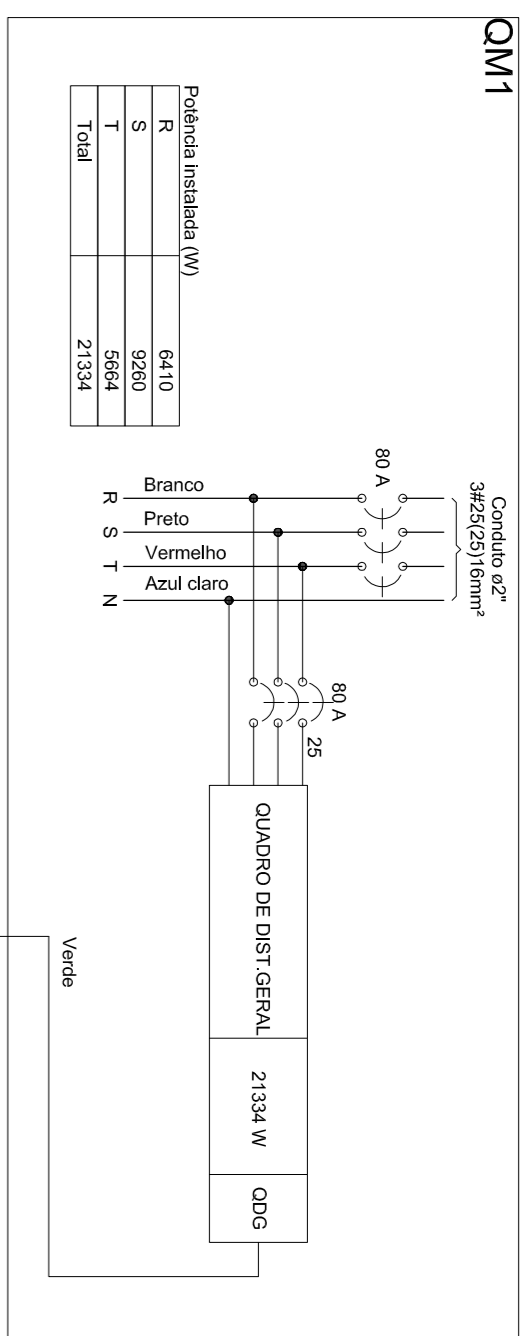 QM1
Conduto ø2"
3#25(25)16mm²
80 A
Branco
Preto
Vermelho
Azul claro
R
S
T
N
80 A
25
QUADRO DE DIST.GERAL
21334 W
QDG
Verde
Potência instalada (W)
R 6410
S 9260
T 5664
Total 21334